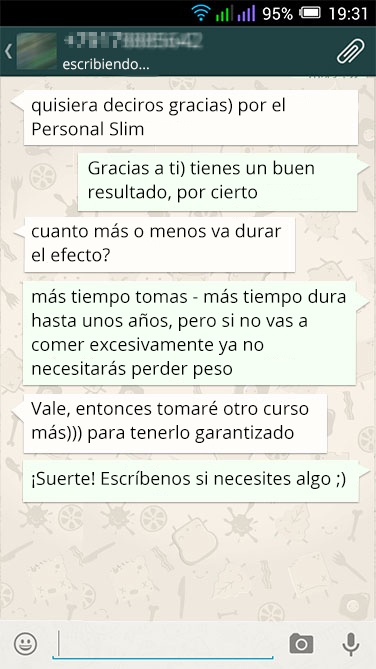 95% 19:31
escribiendo...
quisiera deciros gracias) por el
Personal Slim
Gracias a ti) tienes un buen
resultado, por cierto
cuanto más o menos va durar
el efecto?
más tiempo tomas - más tiempo dura
hasta unos años, pero si no vas a
comer excesivamente ya no
necesitarás perder peso
Vale, entonces tomaré otro curso
más))) para tenerlo garantizado
¡Suerte! Escríbenos si necesites algo ;)